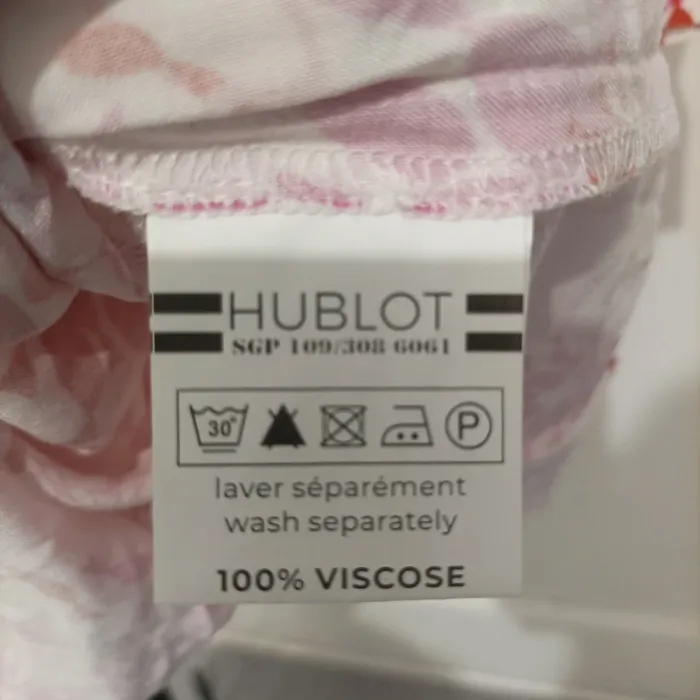 HUBLOT
SGP 109/308 6061
30°
P
laver séparément
wash separately
100% VISCOSE